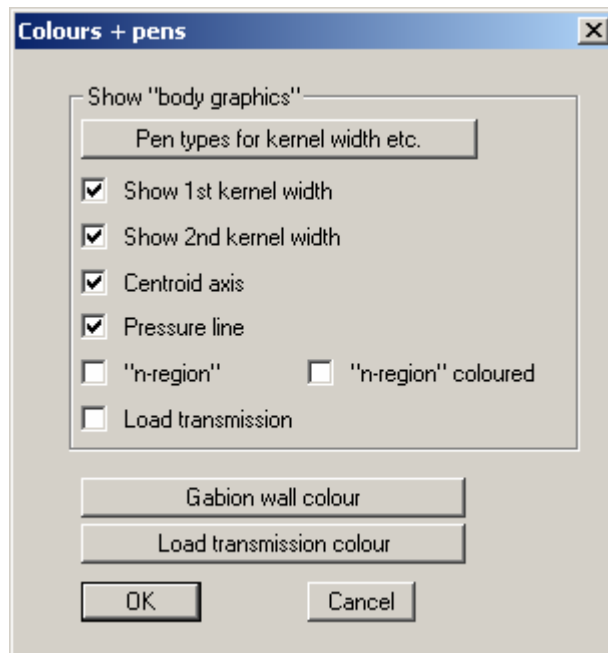 Colours + pens
Show "body graphics"
Pen types for kernel width etc.
Show 1st kernel width
Show 2nd kernel width
Centroid axis
Pressure line
"n-region" "n-region" coloured
Load transmission
Gabion wall colour
Load transmission colour
OK Cancel